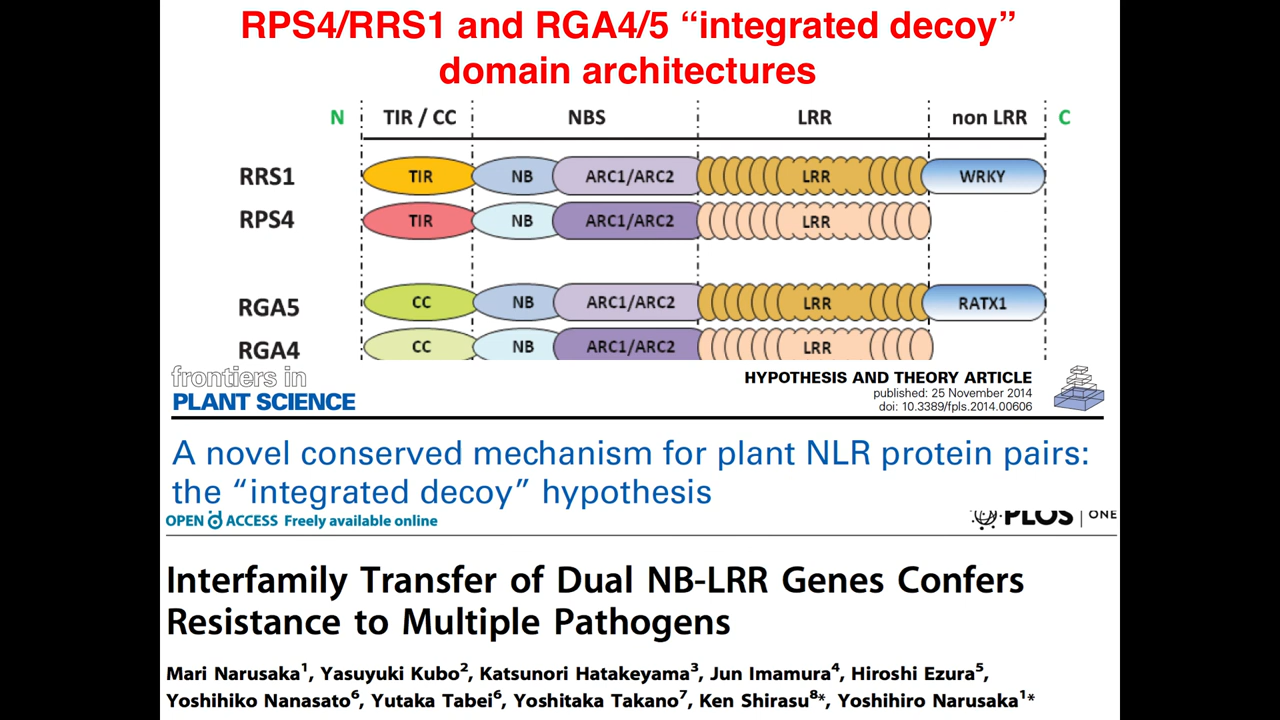 RPS4/RRS1 and RGA4/5 “integrated decoy”
domain architectures
N TIR / CC NBS LRR non LRR C
RRS1 TIR NB ARC1/ARC2 LRR WRKY
RPS4 TIR NB ARC1/ARC2 LRR
RGA5 CC NB ARC1/ARC2 LRR RATX1
RGA4 CC NB ARC1/ARC2 LRR
frontiers in
PLANT SCIENCE
HYPOTHESIS AND THEORY ARTICLE
published: 25 November 2014
doi: 10.3389/fpls.2014.00606
A novel conserved mechanism for plant NLR protein pairs:
the “integrated decoy” hypothesis
OPEN ACCESS Freely available online
PLOS | ONE
Interfamily Transfer of Dual NB-LRR Genes Confers
Resistance to Multiple Pathogens
Mari Narusaka1, Yasuyuki Kubo2, Katsunori Hatakeyama3, Jun Imamura4, Hiroshi Ezura5,
Yoshihiko Nanasato6, Yutaka Tabei6, Yoshitaka Takano7, Ken Shirasu8*, Yoshihiro Narusaka1*